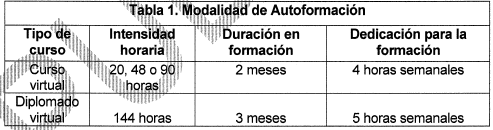 Tabla 1. Modalidad de Autoformación
Tipo de curso | Intensidad horaria | Duración en formación | Dedicación para la formación
Curso virtual | 20, 48 o 90 horas | 2 meses | 4 horas semanales
Diplomado virtual | 144 horas | 3 meses | 5 horas semanales